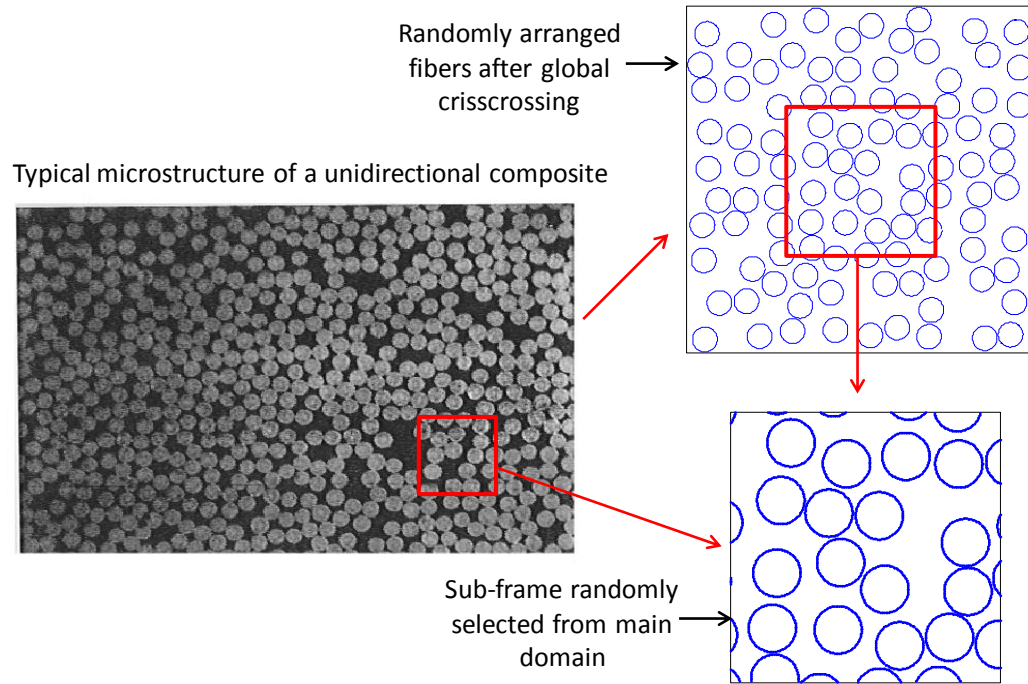 Randomly arranged
fibers after global
crisscrossing
Typical microstructure of a unidirectional composite
Sub-frame randomly
selected from main
domain